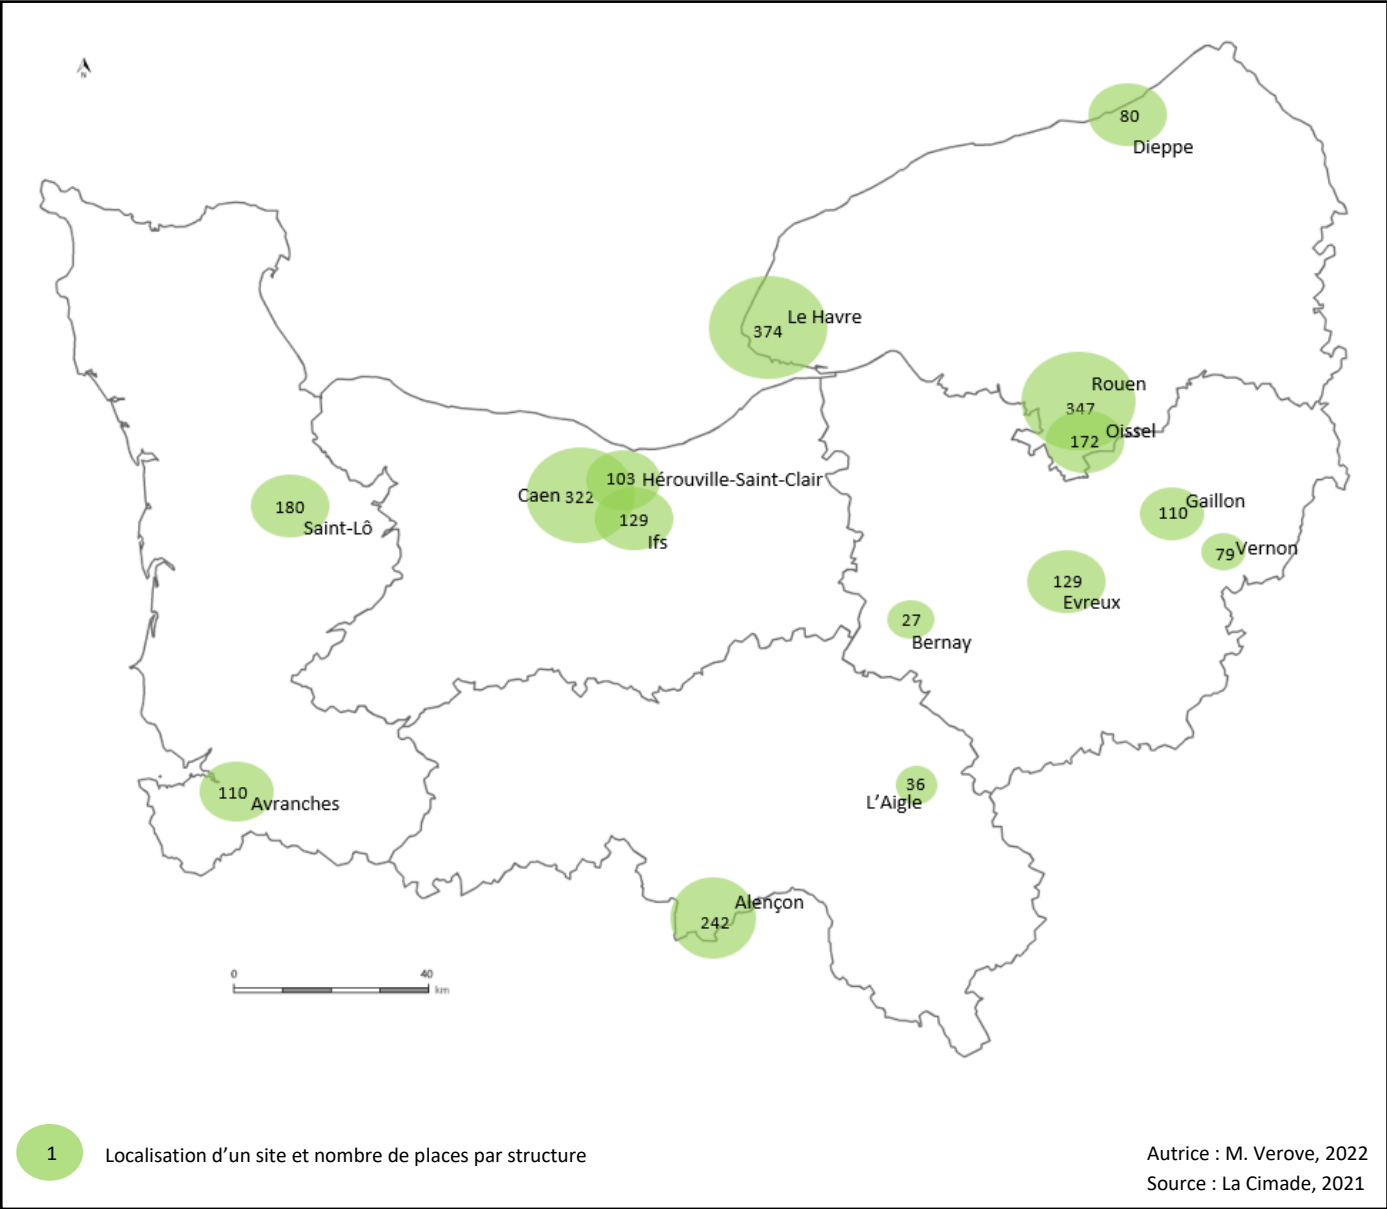 N
80
Dieppe
Le Havre
374
Rouen
347
Oissel
172
103 Hérouville-Saint-Clair
Caen 322
129
Ifs
180
Saint-Lô
Gaillon
110
Vernon
79
129
Evreux
27
Bernay
36
L’Aigle
110
Avranches
Alençon
242
0 40
km
1
Localisation d’un site et nombre de places par structure
Autrice : M. Verove, 2022
Source : La Cimade, 2021